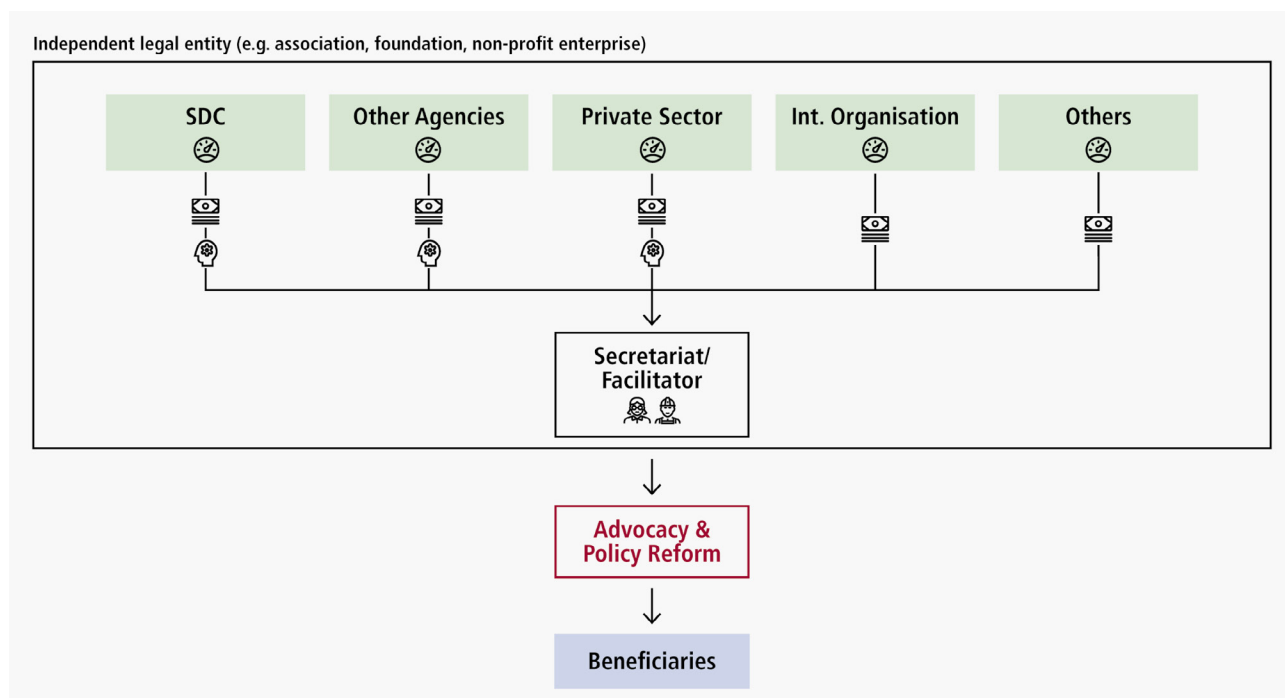 Independent legal entity (e.g. association, foundation, non-profit enterprise)
SDC
Other Agencies
Private Sector
Int. Organisation
Others
Secretariat/
Facilitator
Advocacy &
Policy Reform
Beneficiaries